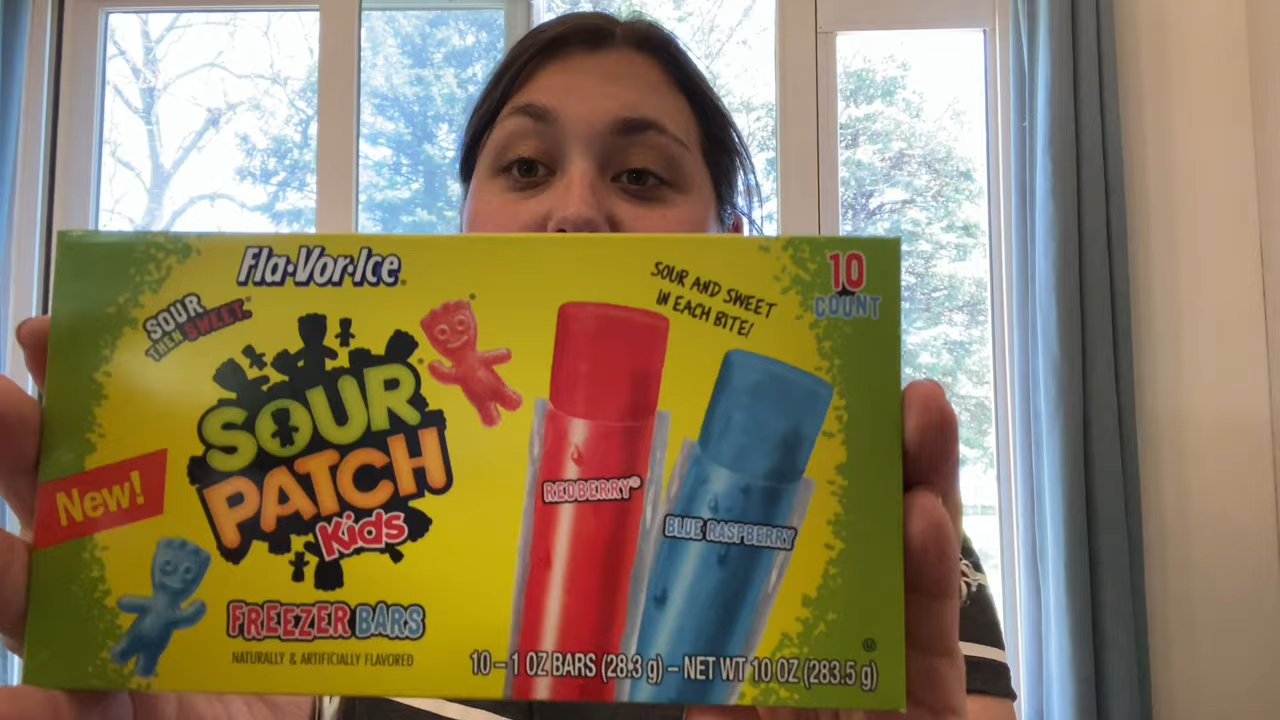 Fla·Vor·Ice
SOUR
THEN SWEET
SOUR
PATCH
Kids
New!
FREEZER BARS
NATURALLY & ARTIFICIALLY FLAVORED
SOUR AND SWEET
IN EACH BITE!
10
COUNT
REDBERRY®
BLUE RASPBERRY
10–1 OZ BARS (28.3 g) – NET WT 10 OZ (283.5 g)